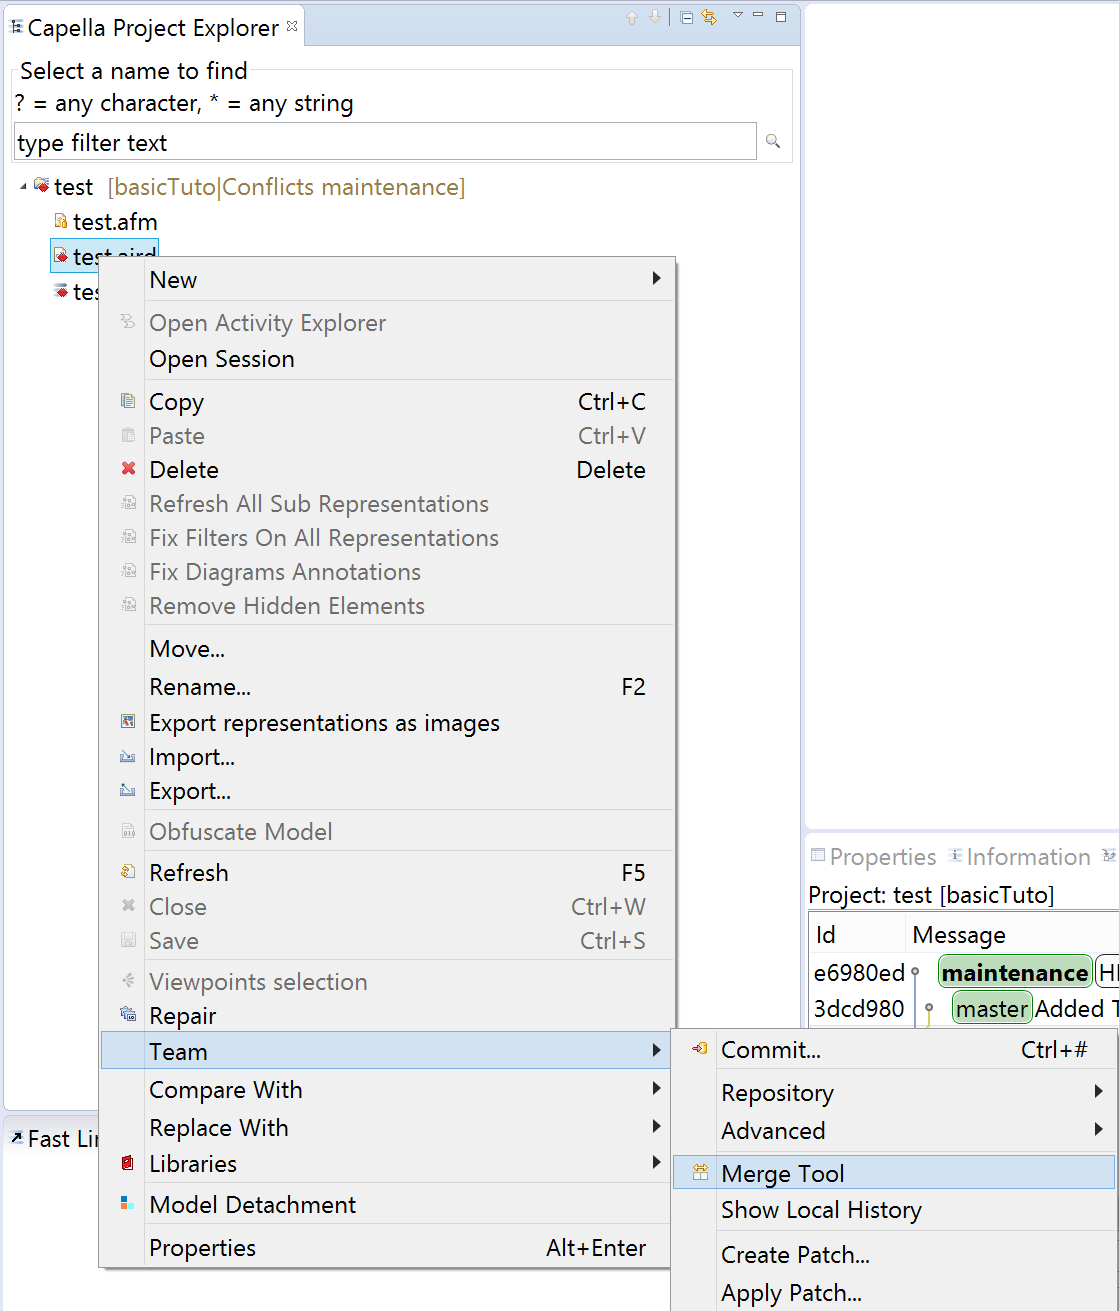 Capella Project Explorer
Select a name to find
? = any character, * = any string
type filter text
test [basicTuto|Conflicts maintenance]
test.afm
New
Open Activity Explorer
Open Session
Copy Ctrl+C
Paste Ctrl+V
Delete Delete
Refresh All Sub Representations
Fix Filters On All Representations
Fix Diagrams Annotations
Remove Hidden Elements
Move...
Rename... F2
Export representations as images
Import...
Export...
Obfuscate Model
Refresh F5
Close Ctrl+W
Save Ctrl+S
Viewpoints selection
Repair
Team
Compare With
Replace With
Libraries
Model Detachment
Properties Alt+Enter
Fast
Properties Information
Project: test [basicTuto]
Id Message
e6980ed maintenance
3dcd980 master Added
Commit... Ctrl+#
Repository
Advanced
Merge Tool
Show Local History
Create Patch...
Apply Patch...